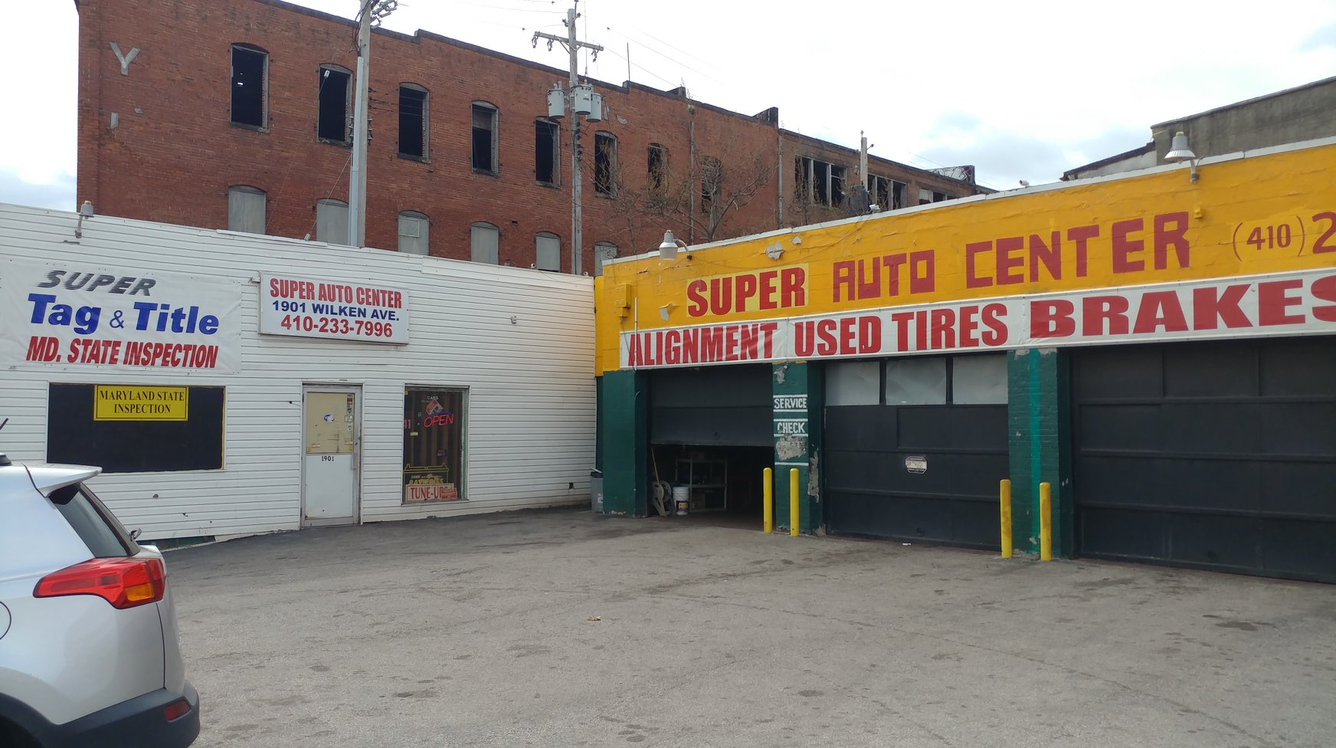 Y
SUPER
Tag & Title
MD. STATE INSPECTION
MARYLAND STATE
INSPECTION
SUPER AUTO CENTER
1901 WILKEN AVE.
410-233-7996
1901
OPEN
TUNE-UP
SUPER AUTO CENTER (410) 2
ALIGNMENT USED TIRES BRAKES
SERVICE
CHECK